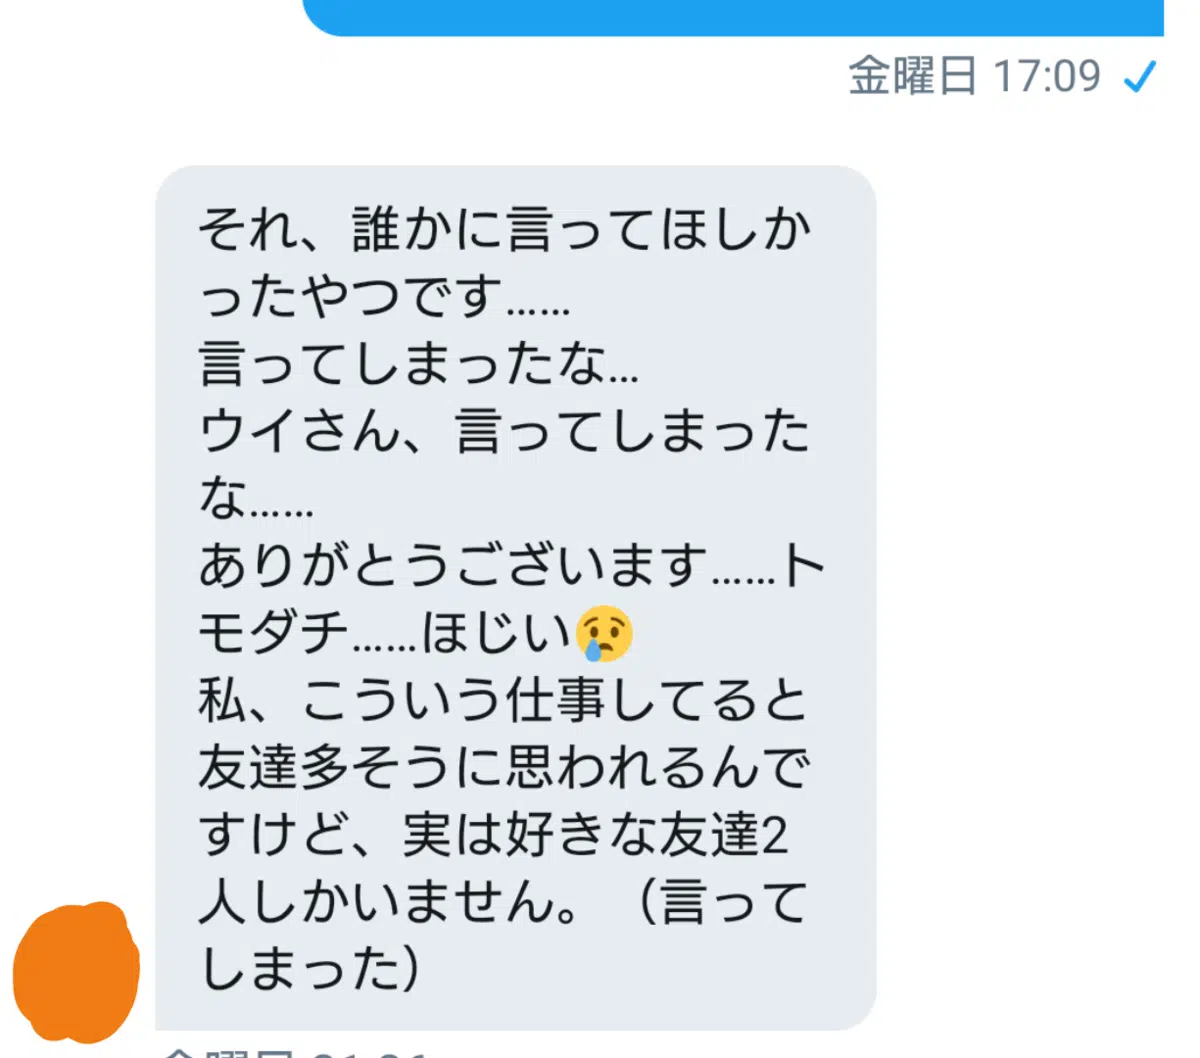 金曜日 17:09
それ、誰かに言ってほしか
ったやつです……
言ってしまったな…
ウイさん、言ってしまった
な……
ありがとうございます……ト
モダチ……ほじい😢
私、こういう仕事してると
友達多そうに思われるんで
すけど、実は好きな友達2
人しかいません。（言って
しまった）
金曜日